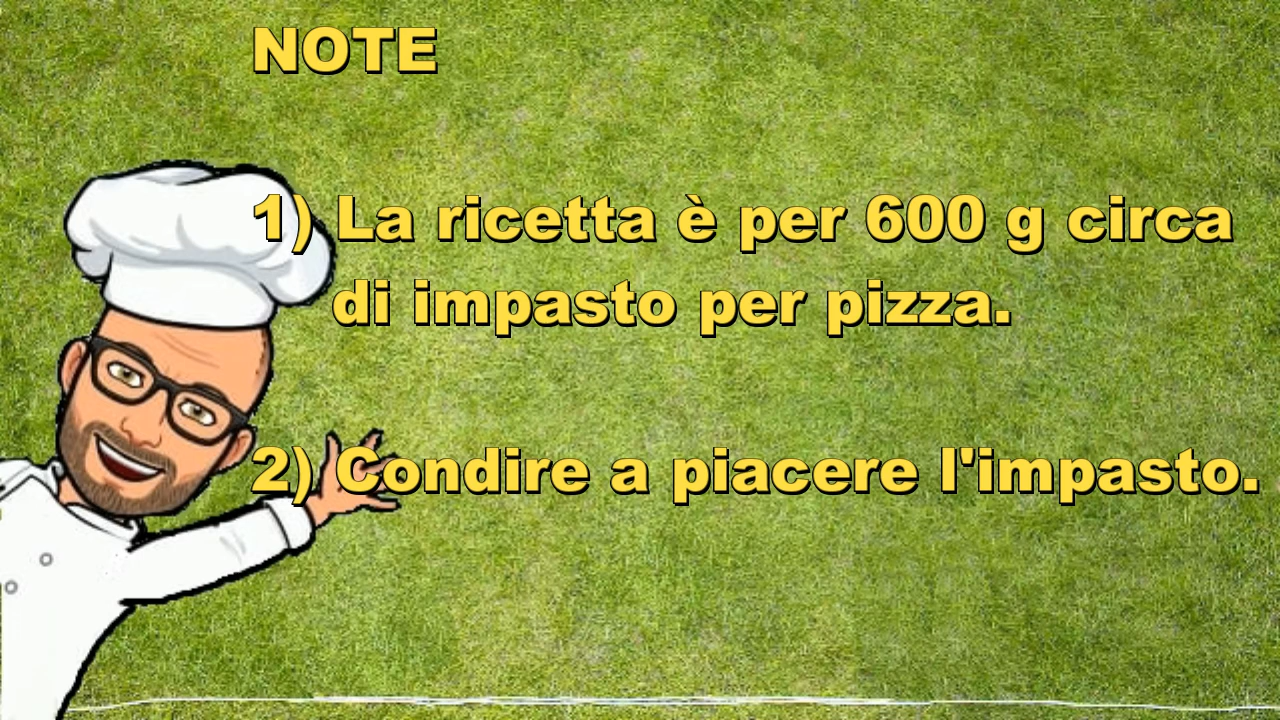 NOTE
1) La ricetta è per 600 g circa
di impasto per pizza.
2) Condire a piacere l'impasto.